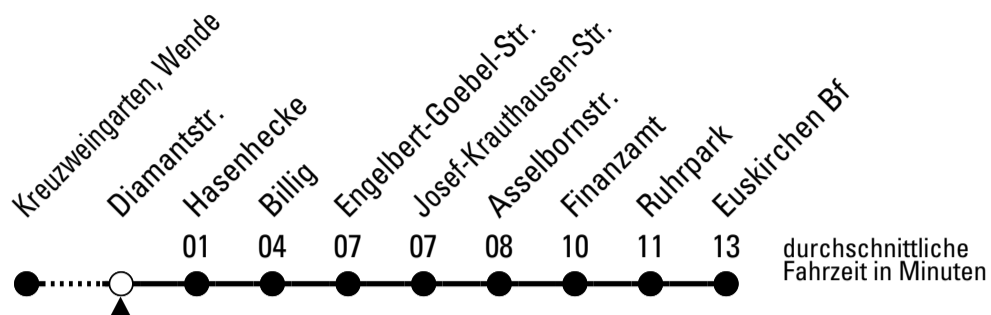 Kreuzweingarten, Wende
Diamantstr.
Hasenhecke
Billig
Engelbert-Goebel-Str.
Josef-Krauthausen-Str.
Asselbornstr.
Finanzamt
Ruhrpark
Euskirchen Bf
01 04 07 07 08 10 11 13
durchschnittliche
Fahrzeit in Minuten